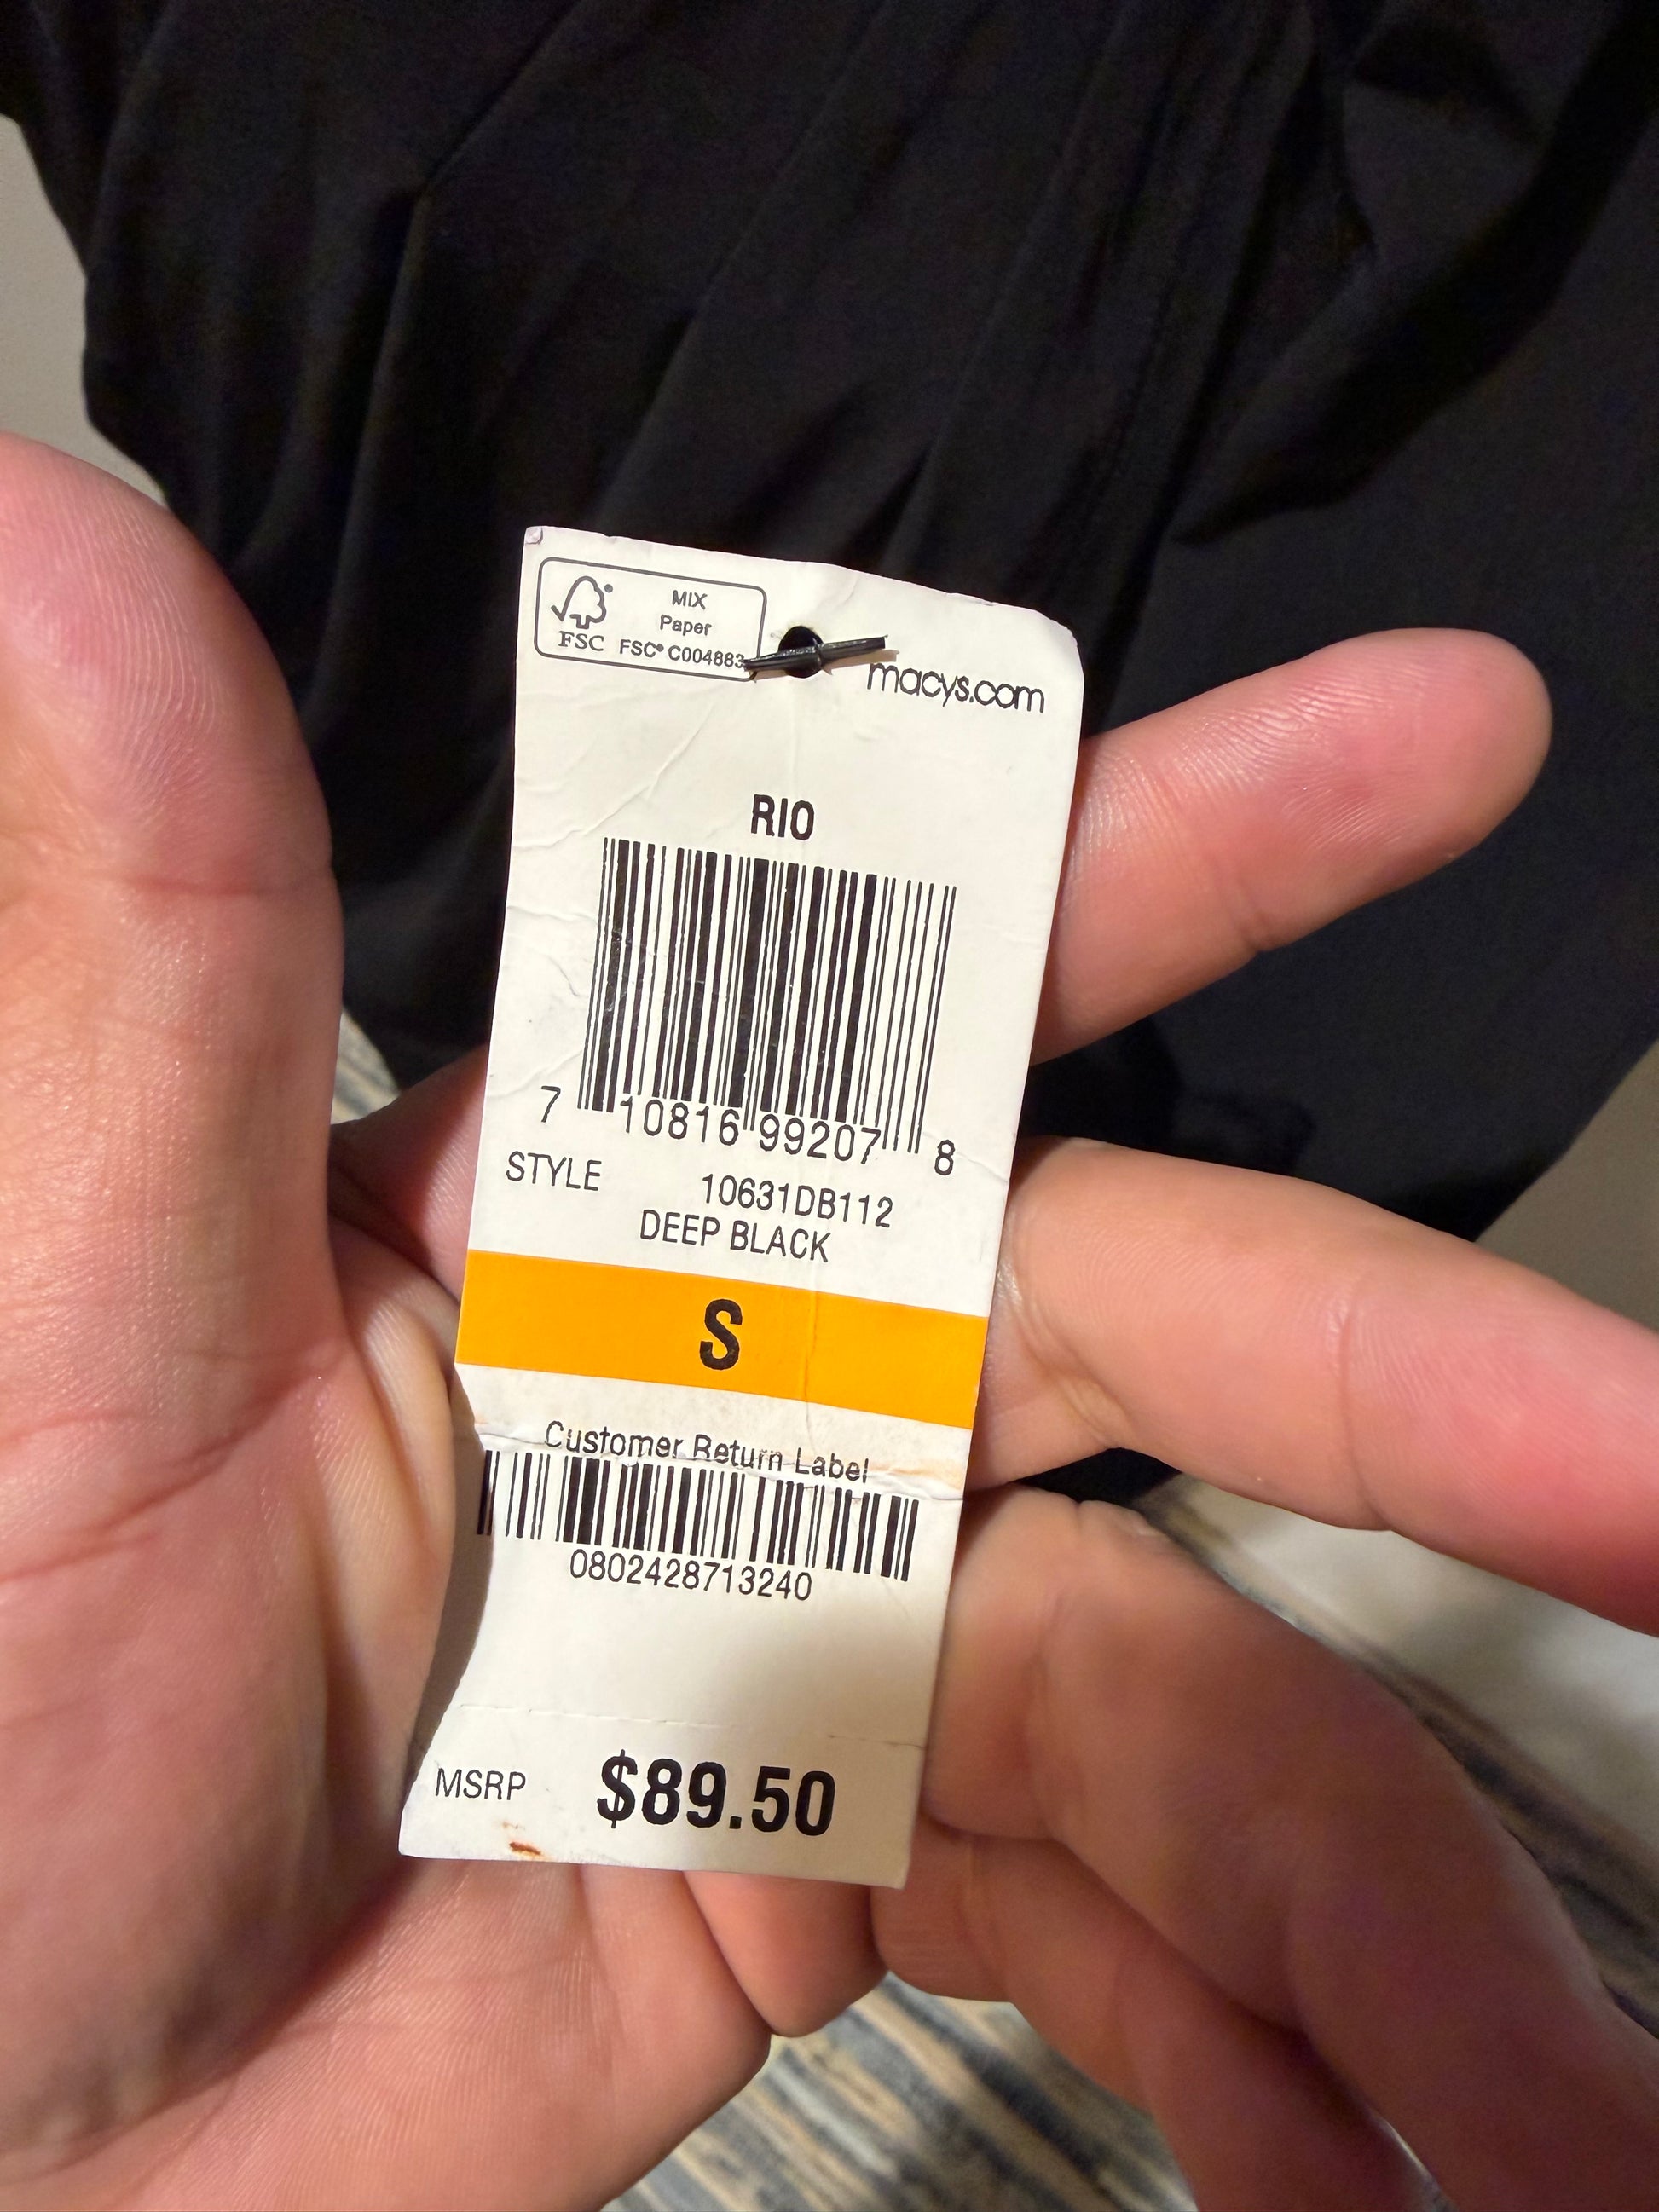 MIX
Paper
FSC FSC® C004883
macys.com
RIO
7 10816 99207 8
STYLE 10631DB112
DEEP BLACK
S
Customer Return Label
0802428713240
MSRP $89.50